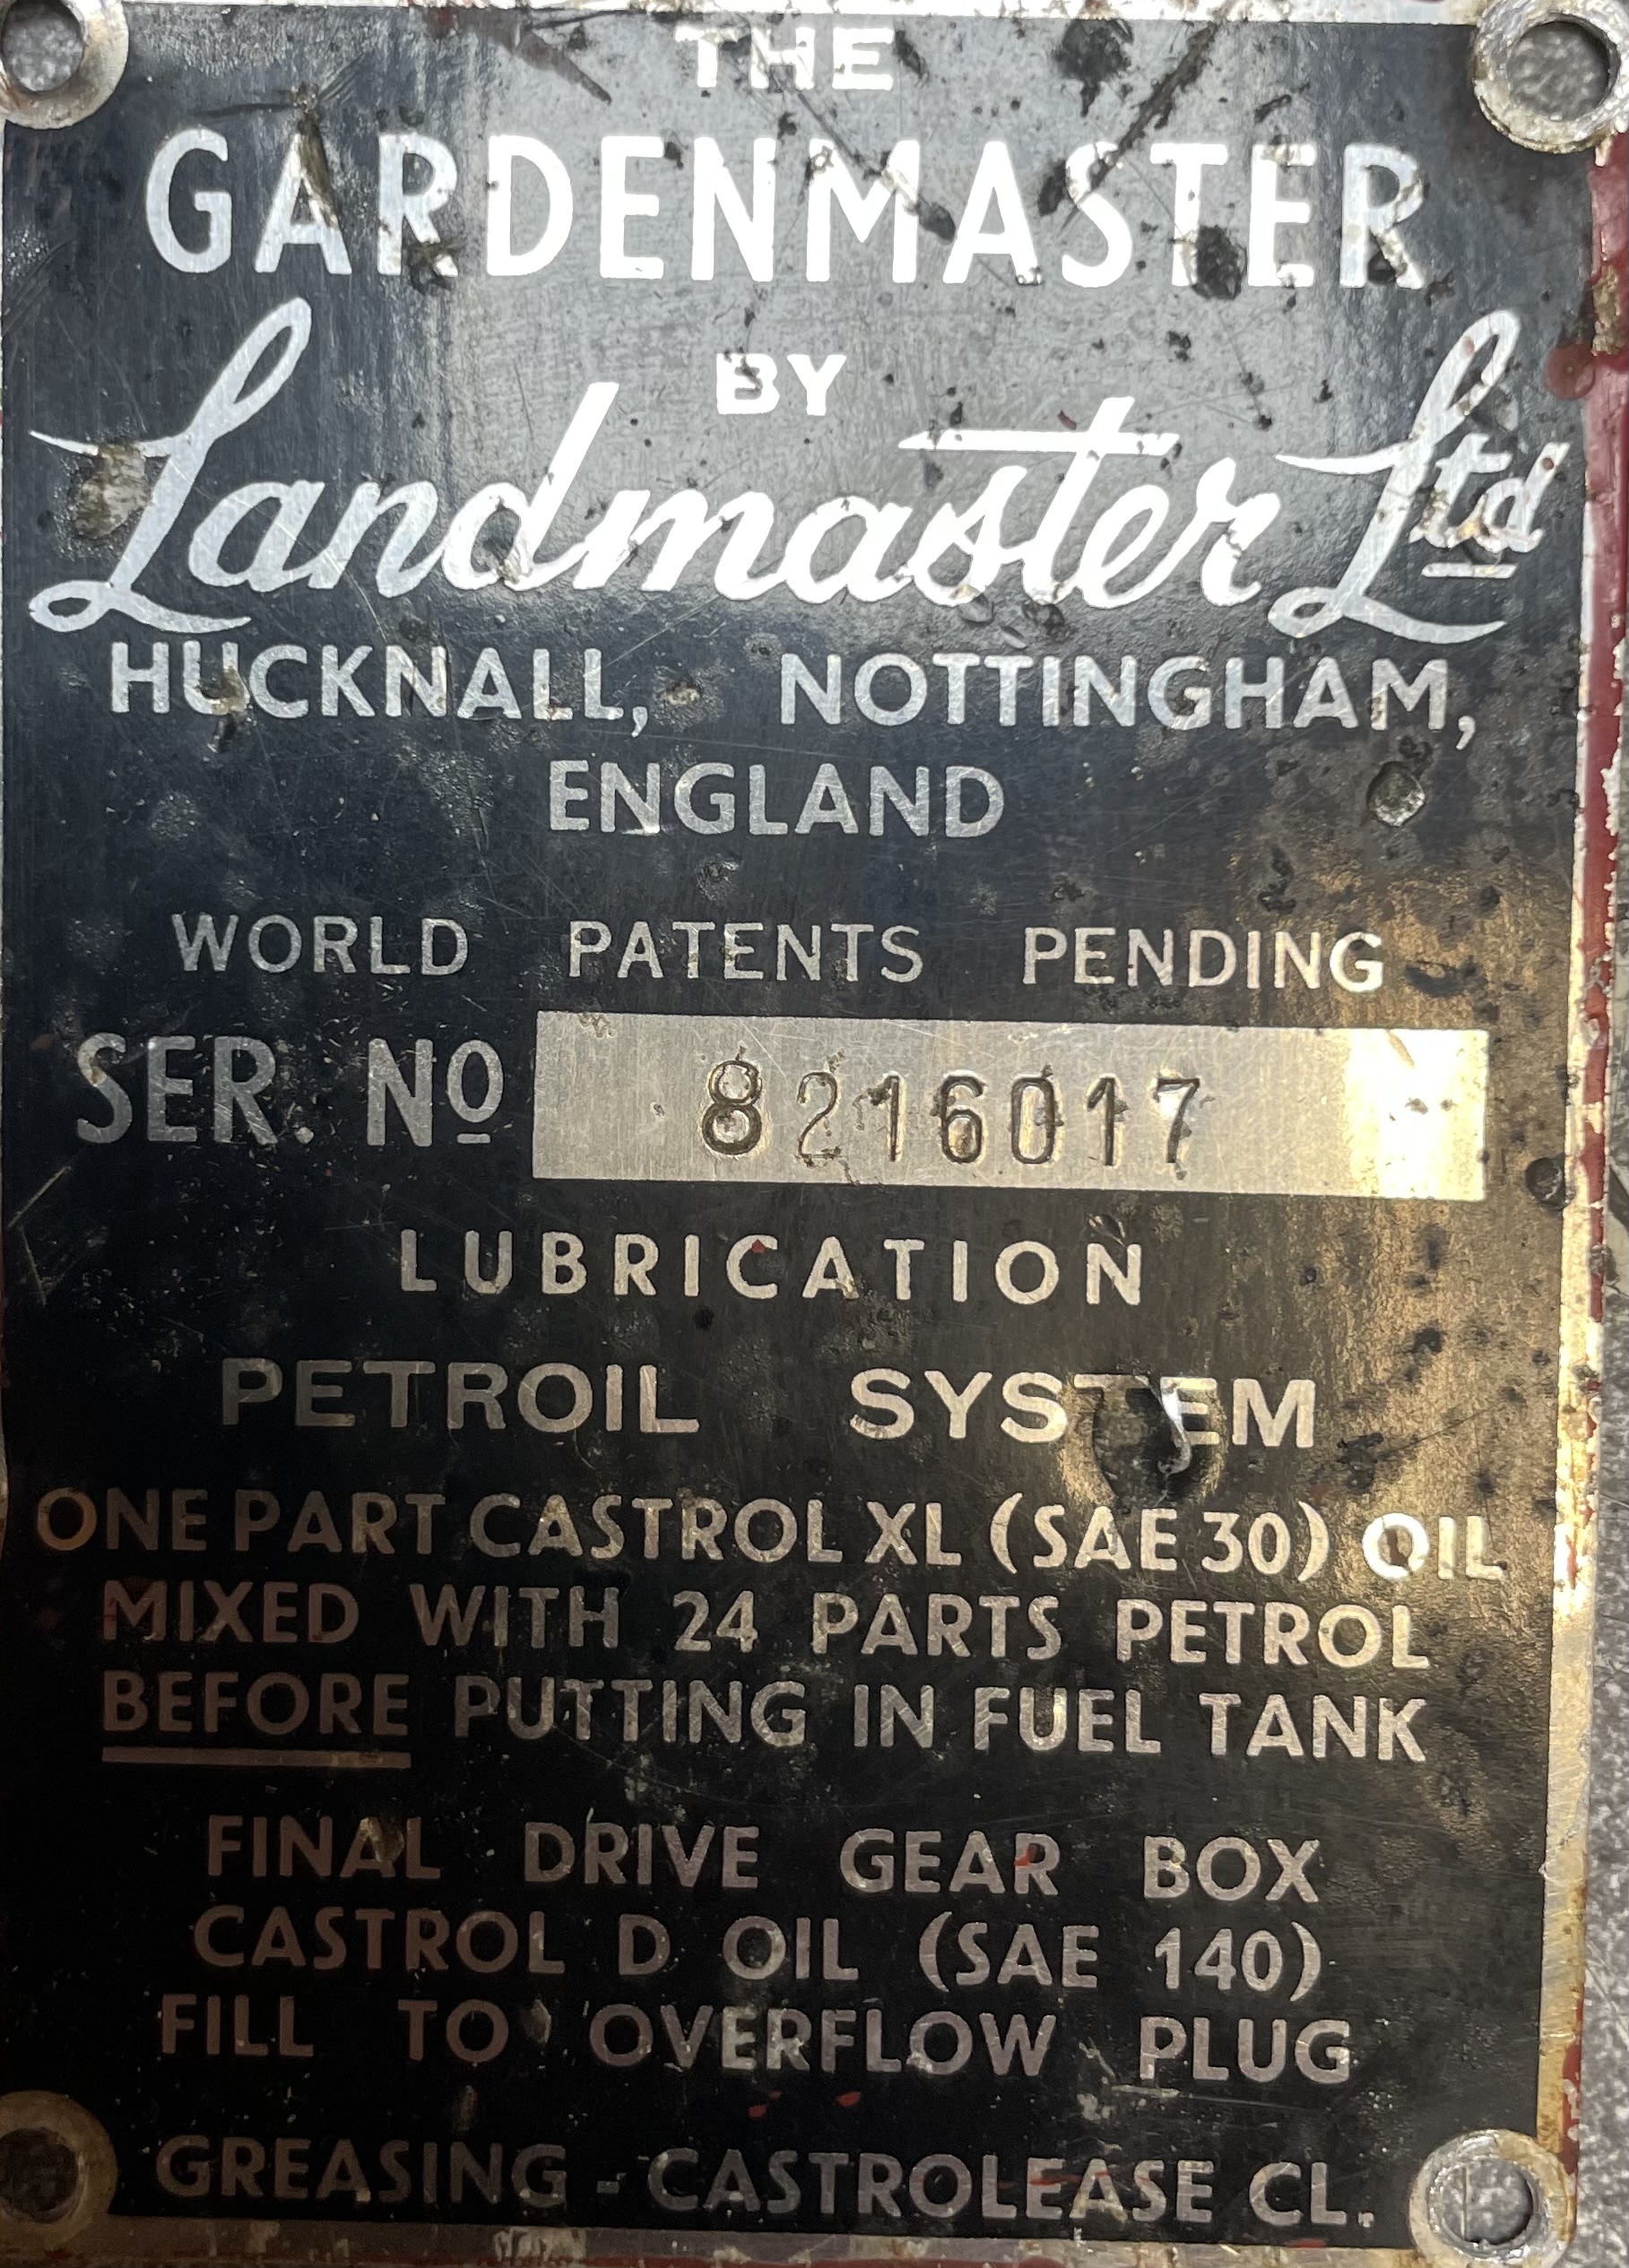 THE
GARDENMASTER
BY
Landmaster Ltd
HUCKNALL, NOTTINGHAM,
ENGLAND
WORLD PATENTS PENDING
SER. Nº 8216017
LUBRICATION
PETROIL SYSTEM
ONE PART CASTROL XL (SAE 30) OIL
MIXED WITH 24 PARTS PETROL
BEFORE PUTTING IN FUEL TANK
FINAL DRIVE GEAR BOX
CASTROL D OIL (SAE 140)
FILL TO OVERFLOW PLUG
GREASING - CASTROLEASE CL.